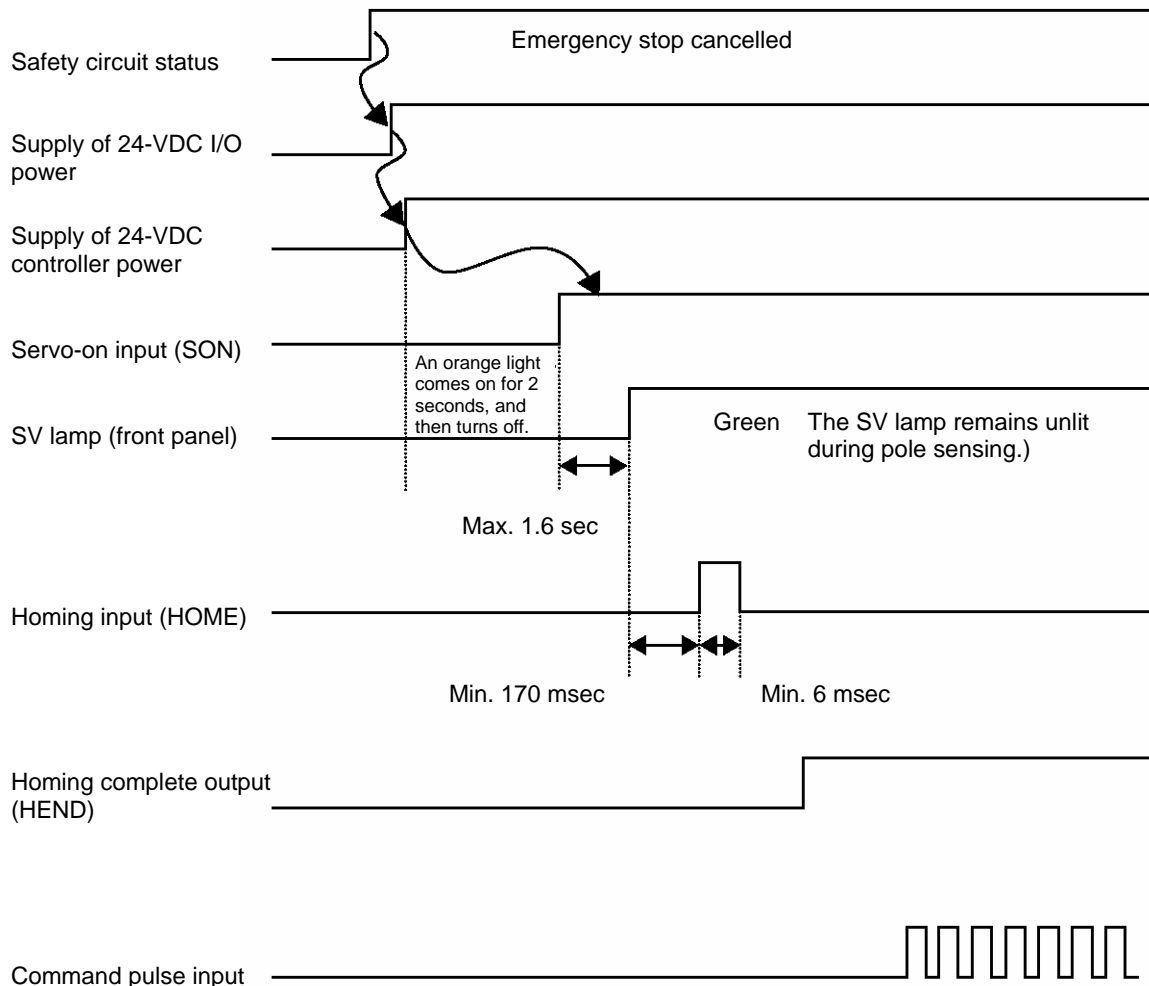 Safety circuit status
Emergency stop cancelled
Supply of 24-VDC I/O
power
Supply of 24-VDC
controller power
Servo-on input (SON)
An orange light
comes on for 2
seconds, and
then turns off.
SV lamp (front panel)
Green
The SV lamp remains unlit
during pole sensing.)
Max. 1.6 sec
Homing input (HOME)
Min. 170 msec
Min. 6 msec
Homing complete output
(HEND)
Command pulse input